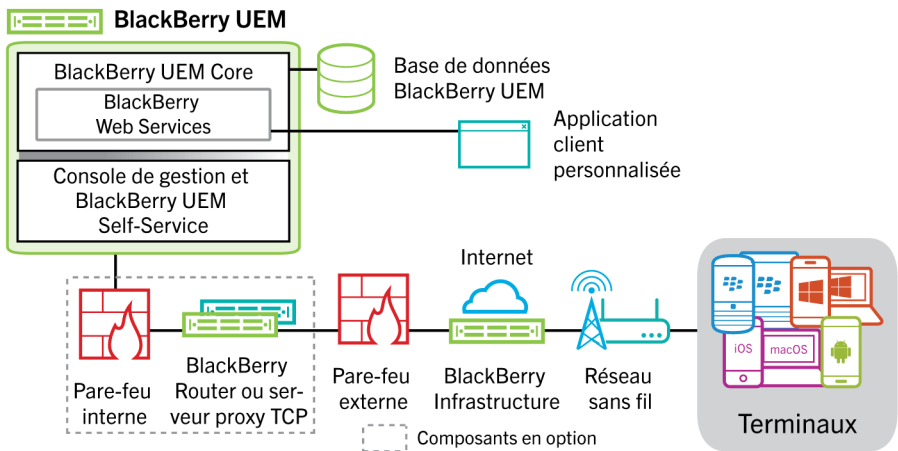 BlackBerry UEM
BlackBerry UEM Core
BlackBerry
Web Services
Console de gestion et
BlackBerry UEM
Self-Service
Base de données
BlackBerry UEM
Application
client
personnalisée
Internet
Pare-feu
interne
BlackBerry
Router ou ser-
veur proxy TCP
Pare-feu
externe
BlackBerry
Infrastructure
Réseau
sans fil
iOS
macOS
Terminaux
Composants en option